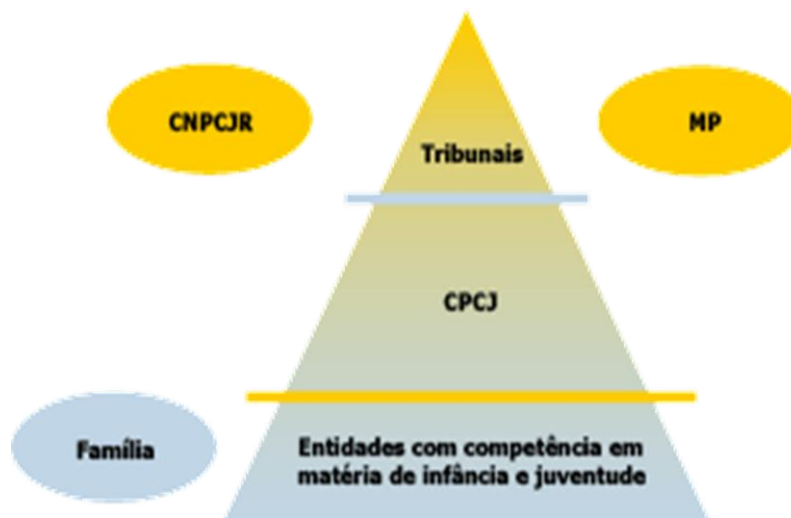 CNPCJR
MP
Tribunais
CPCJ
Família
Entidades com competência em
matéria de infância e juventude